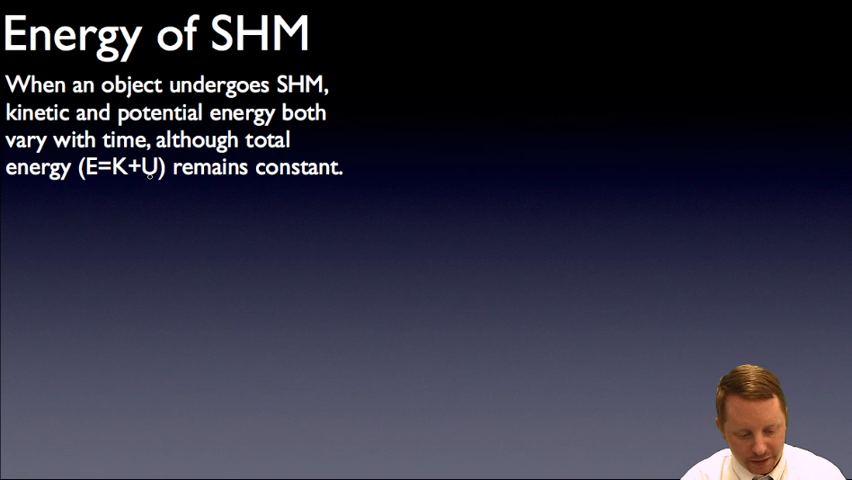 Energy of SHM
When an object undergoes SHM,
kinetic and potential energy both
vary with time, although total
energy (E=K+U) remains constant.